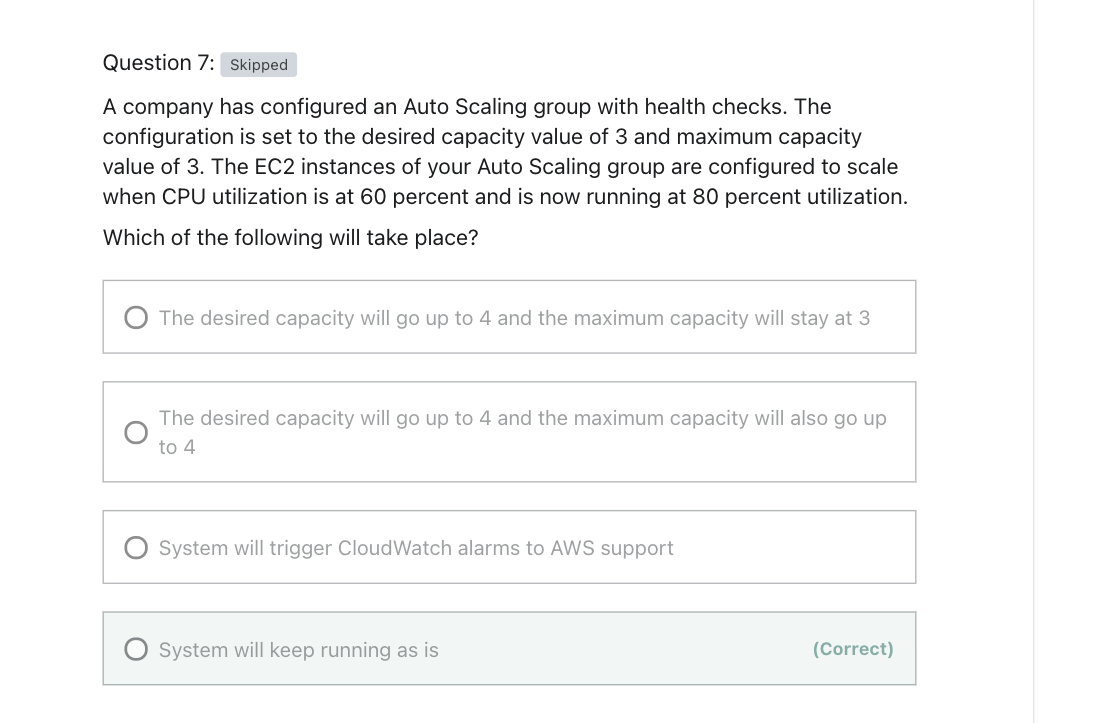 Question 7: Skipped
A company has configured an Auto Scaling group with health checks. The
configuration is set to the desired capacity value of 3 and maximum capacity
value of 3. The EC2 instances of your Auto Scaling group are configured to scale
when CPU utilization is at 60 percent and is now running at 80 percent utilization.
Which of the following will take place?
The desired capacity will go up to 4 and the maximum capacity will stay at 3
The desired capacity will go up to 4 and the maximum capacity will also go up
to 4
System will trigger CloudWatch alarms to AWS support
System will keep running as is (Correct)